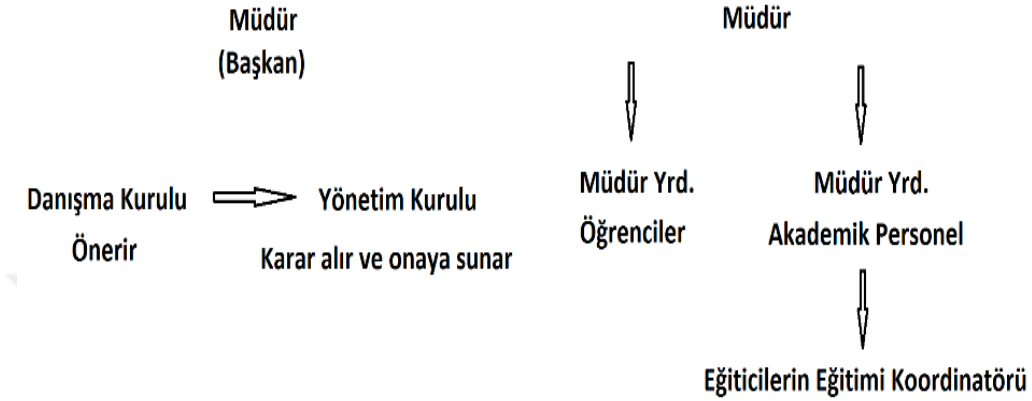 Müdür
(Başkan)
Danışma Kurulu
Önerir
Yönetim Kurulu
Karar alır ve onaya sunar
Müdür
Müdür Yrd.
Öğrenciler
Müdür Yrd.
Akademik Personel
Eğiticilerin Eğitimi Koordinatörü